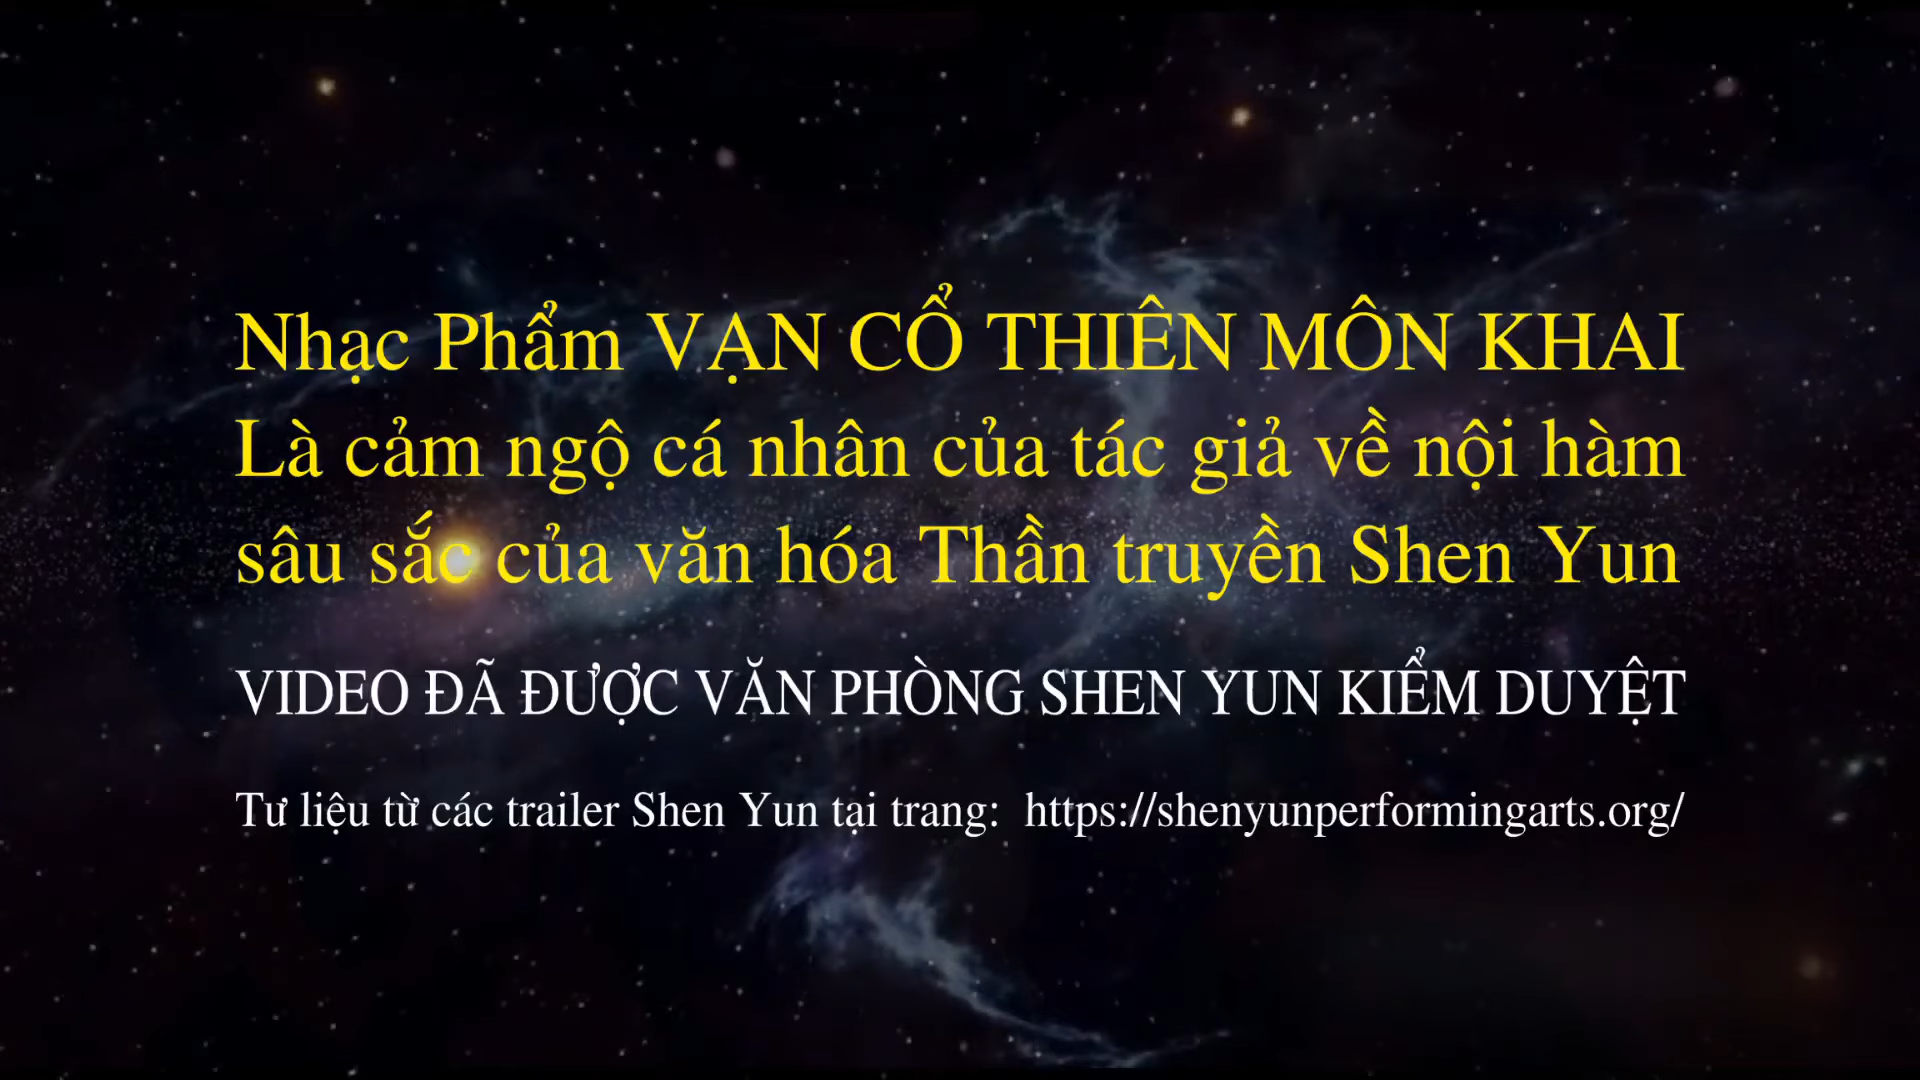 Nhạc Phẩm VẠN CỔ THIÊN MÔN KHAI
Là cảm ngộ cá nhân của tác giả về nội hàm
sâu sắc của văn hóa Thần truyền Shen Yun
VIDEO ĐÃ ĐƯỢC VĂN PHÒNG SHEN YUN KIỂM DUYỆT
Tư liệu từ các trailer Shen Yun tại trang: https://shenyunperformingarts.org/